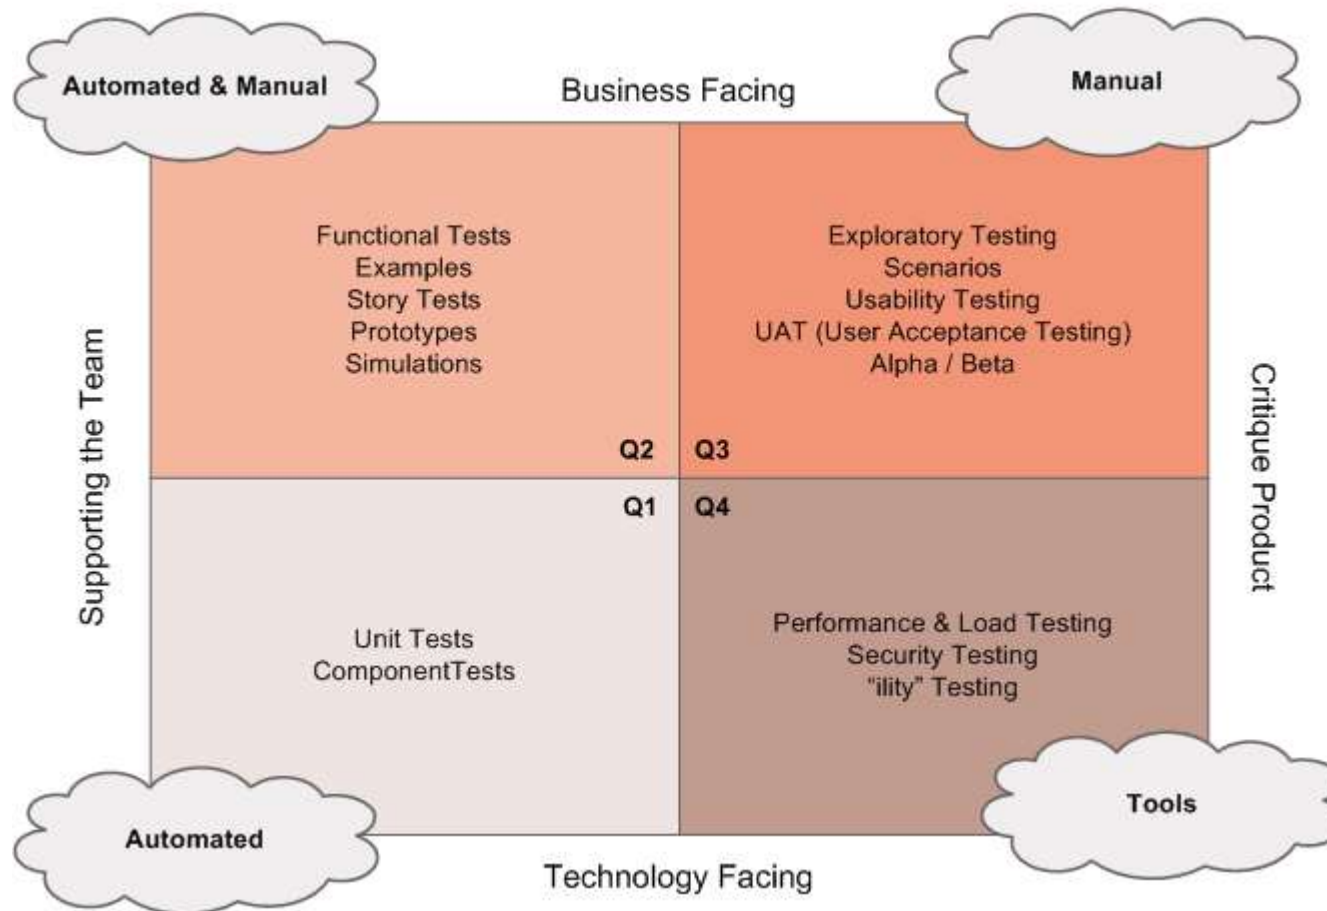 Automated & Manual
Business Facing
Manual
Functional Tests
Examples
Story Tests
Prototypes
Simulations
Q2
Exploratory Testing
Scenarios
Usability Testing
UAT (User Acceptance Testing)
Alpha / Beta
Q3
Supporting the Team
Critique Product
Q1
Unit Tests
ComponentTests
Q4
Performance & Load Testing
Security Testing
“ility” Testing
Automated
Technology Facing
Tools